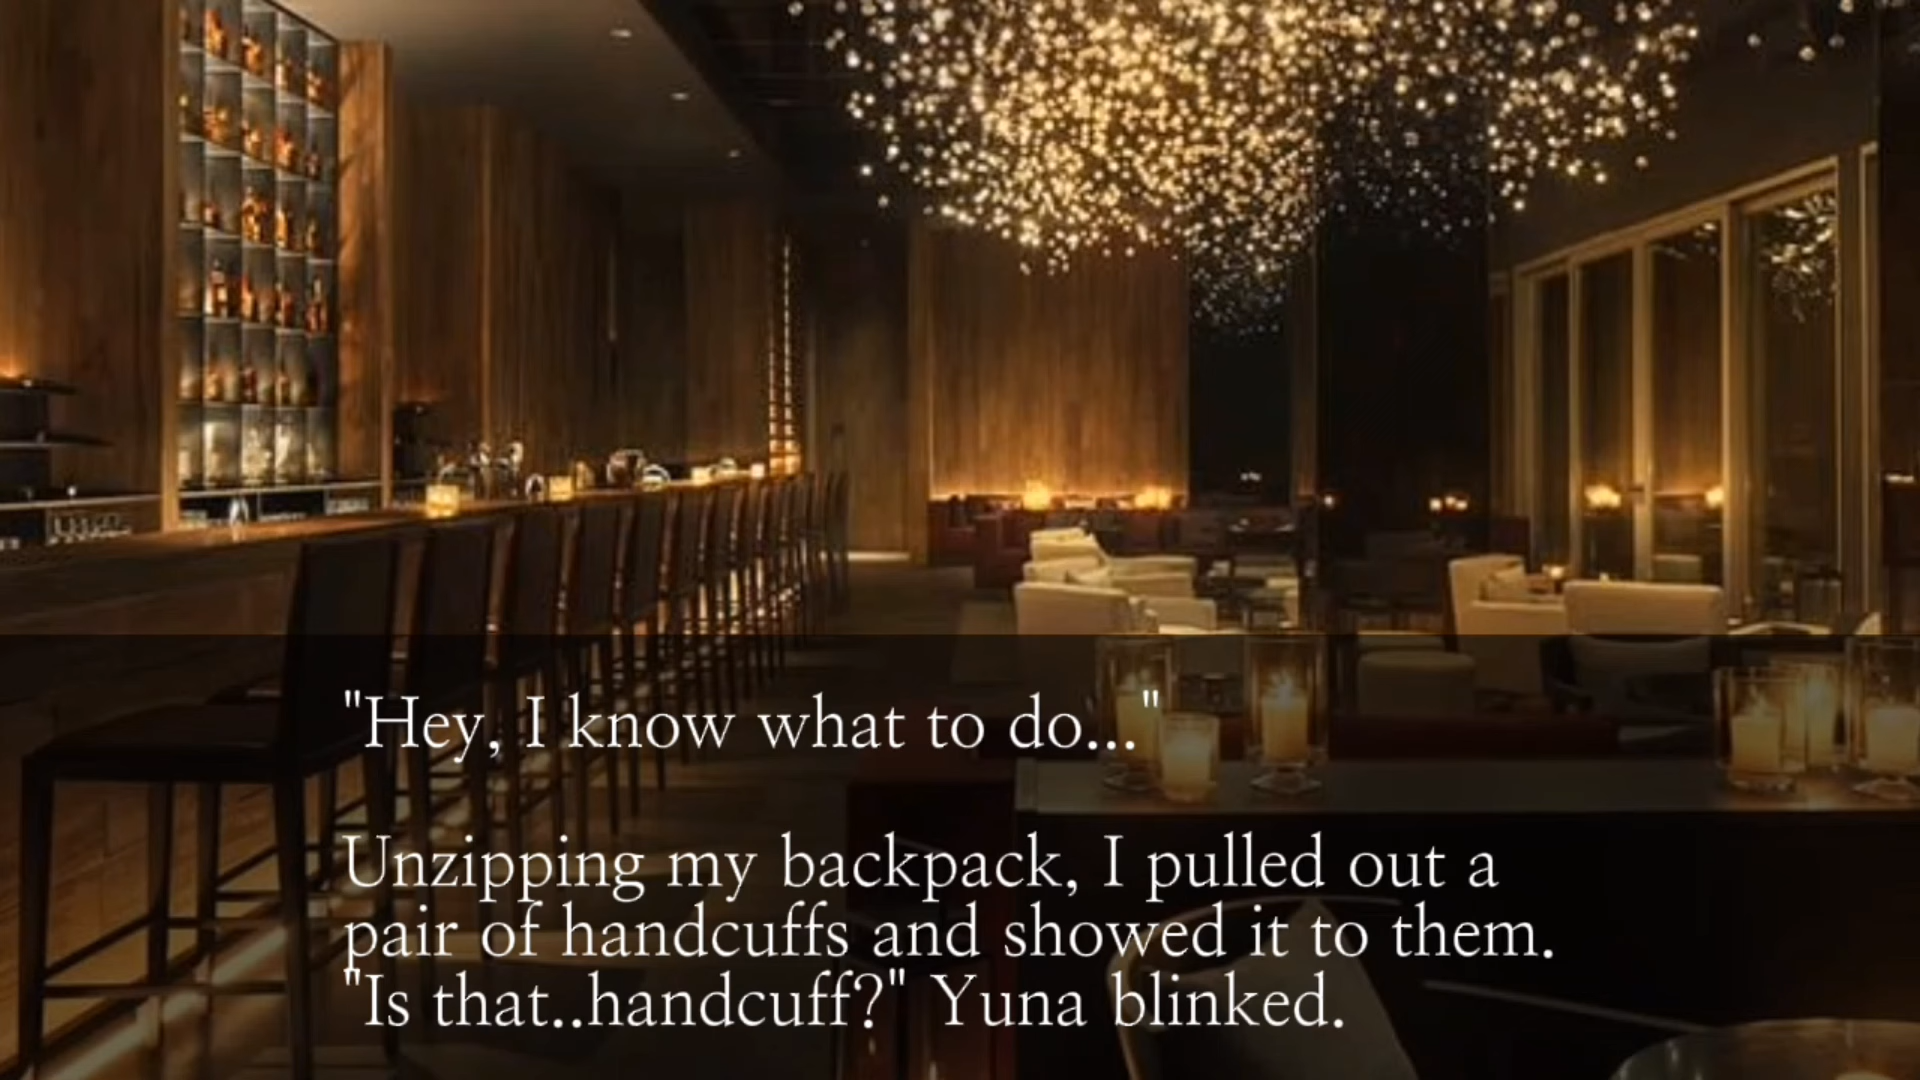 "Hey, I know what to do..."
Unzipping my backpack, I pulled out a
pair of handcuffs and showed it to them.
"Is that..handcuff?" Yuna blinked.